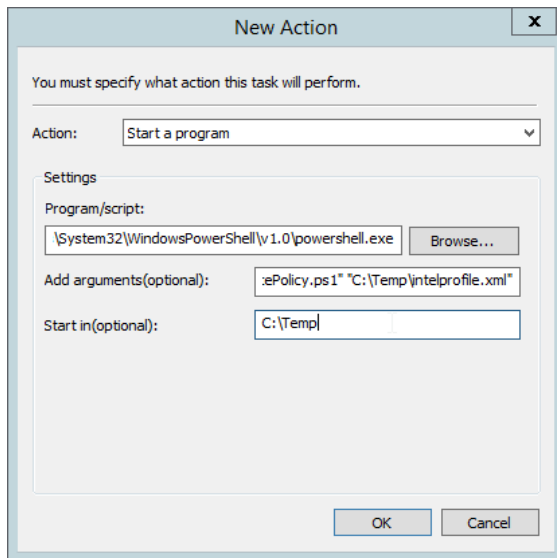 New Action
x
You must specify what action this task will perform.
Action: Start a program
Settings
Program/script:
\System32\WindowsPowerShell\v1.0\powershell.exe Browse...
Add arguments(optional): :ePolicy.ps1" "C:\Temp\intelprofile.xml"
Start in(optional): C:\Temp
OK Cancel